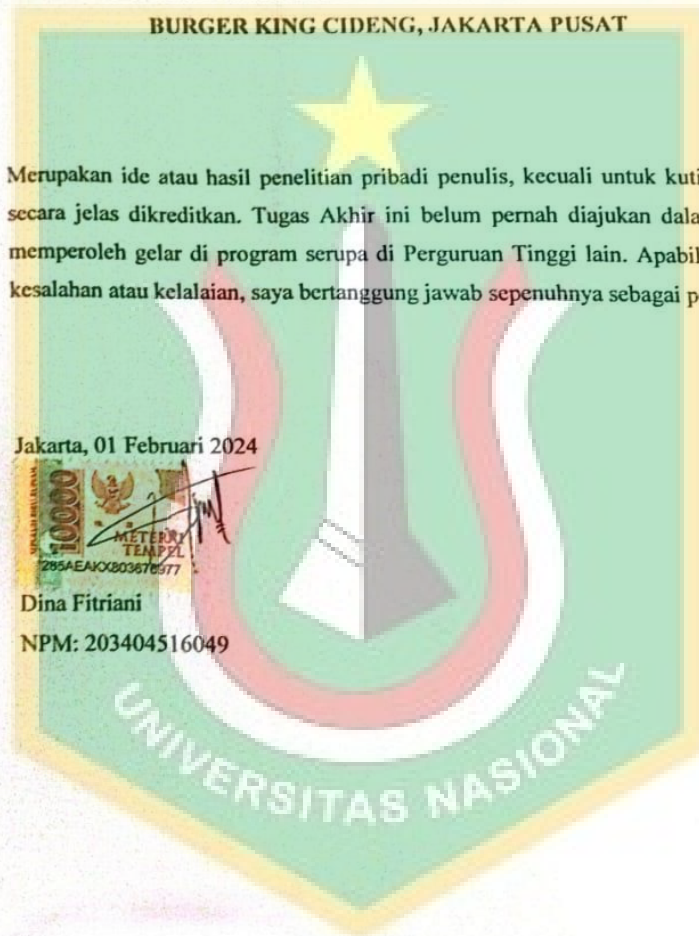 BURGER KING CIDENG, JAKARTA PUSAT
Merupakan ide atau hasil penelitian pribadi penulis, kecuali untuk kuti
secara jelas dikreditkan. Tugas Akhir ini belum pernah diajukan dala
memperoleh gelar di program serupa di Perguruan Tinggi lain. Apabil
kesalahan atau kelalaian, saya bertanggung jawab sepenuhnya sebagai p
Jakarta, 01 Februari 2024
10000
METERAI
TEMPEL
Dina Fitriani
NPM: 203404516049
UNIVERSITAS NASIONAL